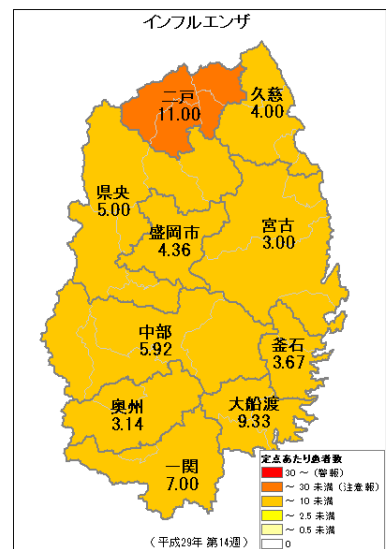 インフルエンザ
二戸
11.00
久慈
4.00
県央
5.00
盛岡市
4.36
宮古
3.00
中部
5.92
釜石
3.67
奥州
3.14
大船渡
9.33
一関
7.00
定点あたり患者数
30 ～ (警報)
～ 30 未満 (注意報)
～ 10 未満
～ 2.5 未満
～ 0.5 未満
0
(平成29年 第14週)